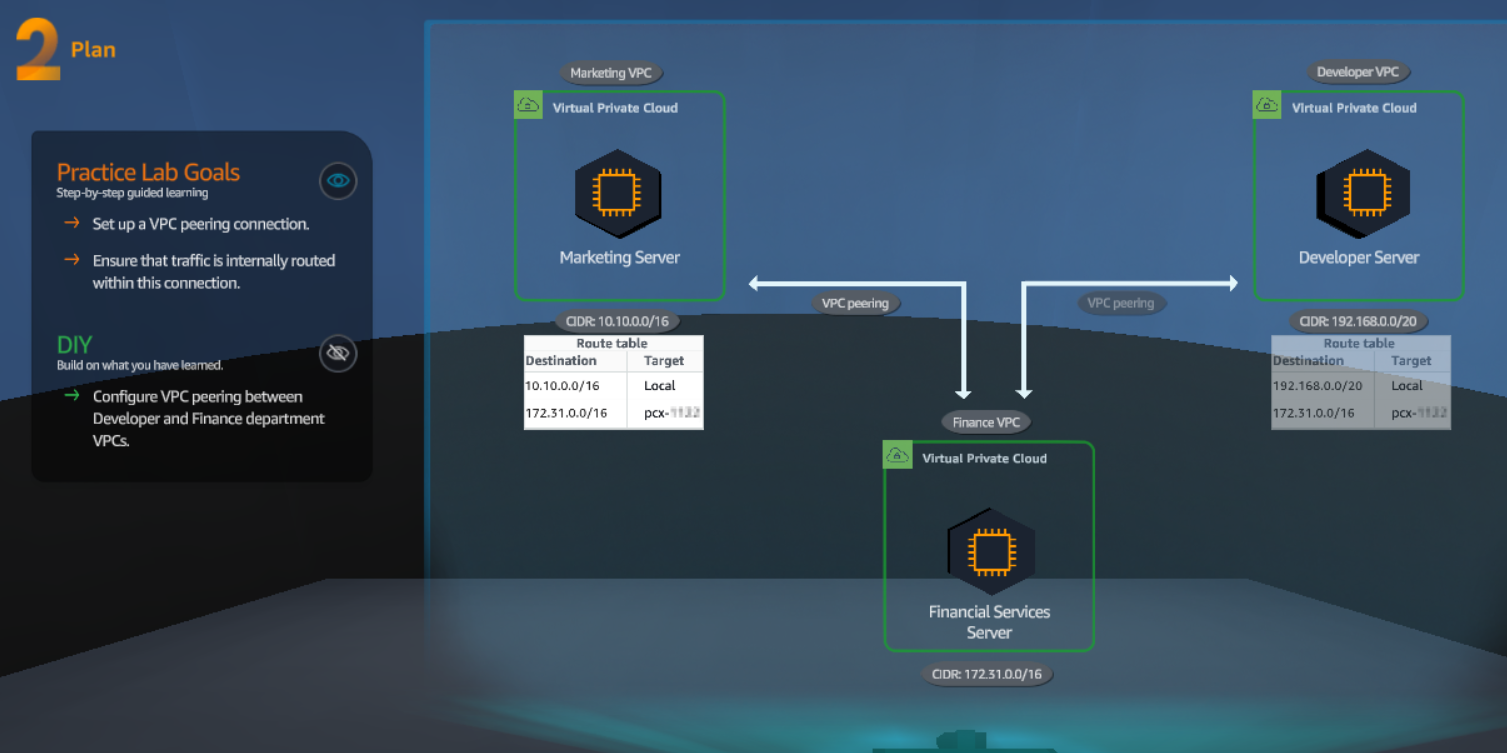 2 Plan
Practice Lab Goals
Step-by-step guided learning
→ Set up a VPC peering connection.
→ Ensure that traffic is internally routed
within this connection.
DIY
Build on what you have learned.
→ Configure VPC peering between
Developer and Finance department
VPCs.
Marketing VPC
Virtual Private Cloud
Marketing Server
CIDR: 10.10.0.0/16
Route table
Destination Target
10.10.0.0/16 Local
172.31.0.0/16 pcx-
VPC peering
VPC peering
Developer VPC
Virtual Private Cloud
Developer Server
CIDR: 192.168.0.0/20
Route table
Destination Target
192.168.0.0/20 Local
172.31.0.0/16 pcx-
Finance VPC
Virtual Private Cloud
Financial Services
Server
CIDR: 172.31.0.0/16